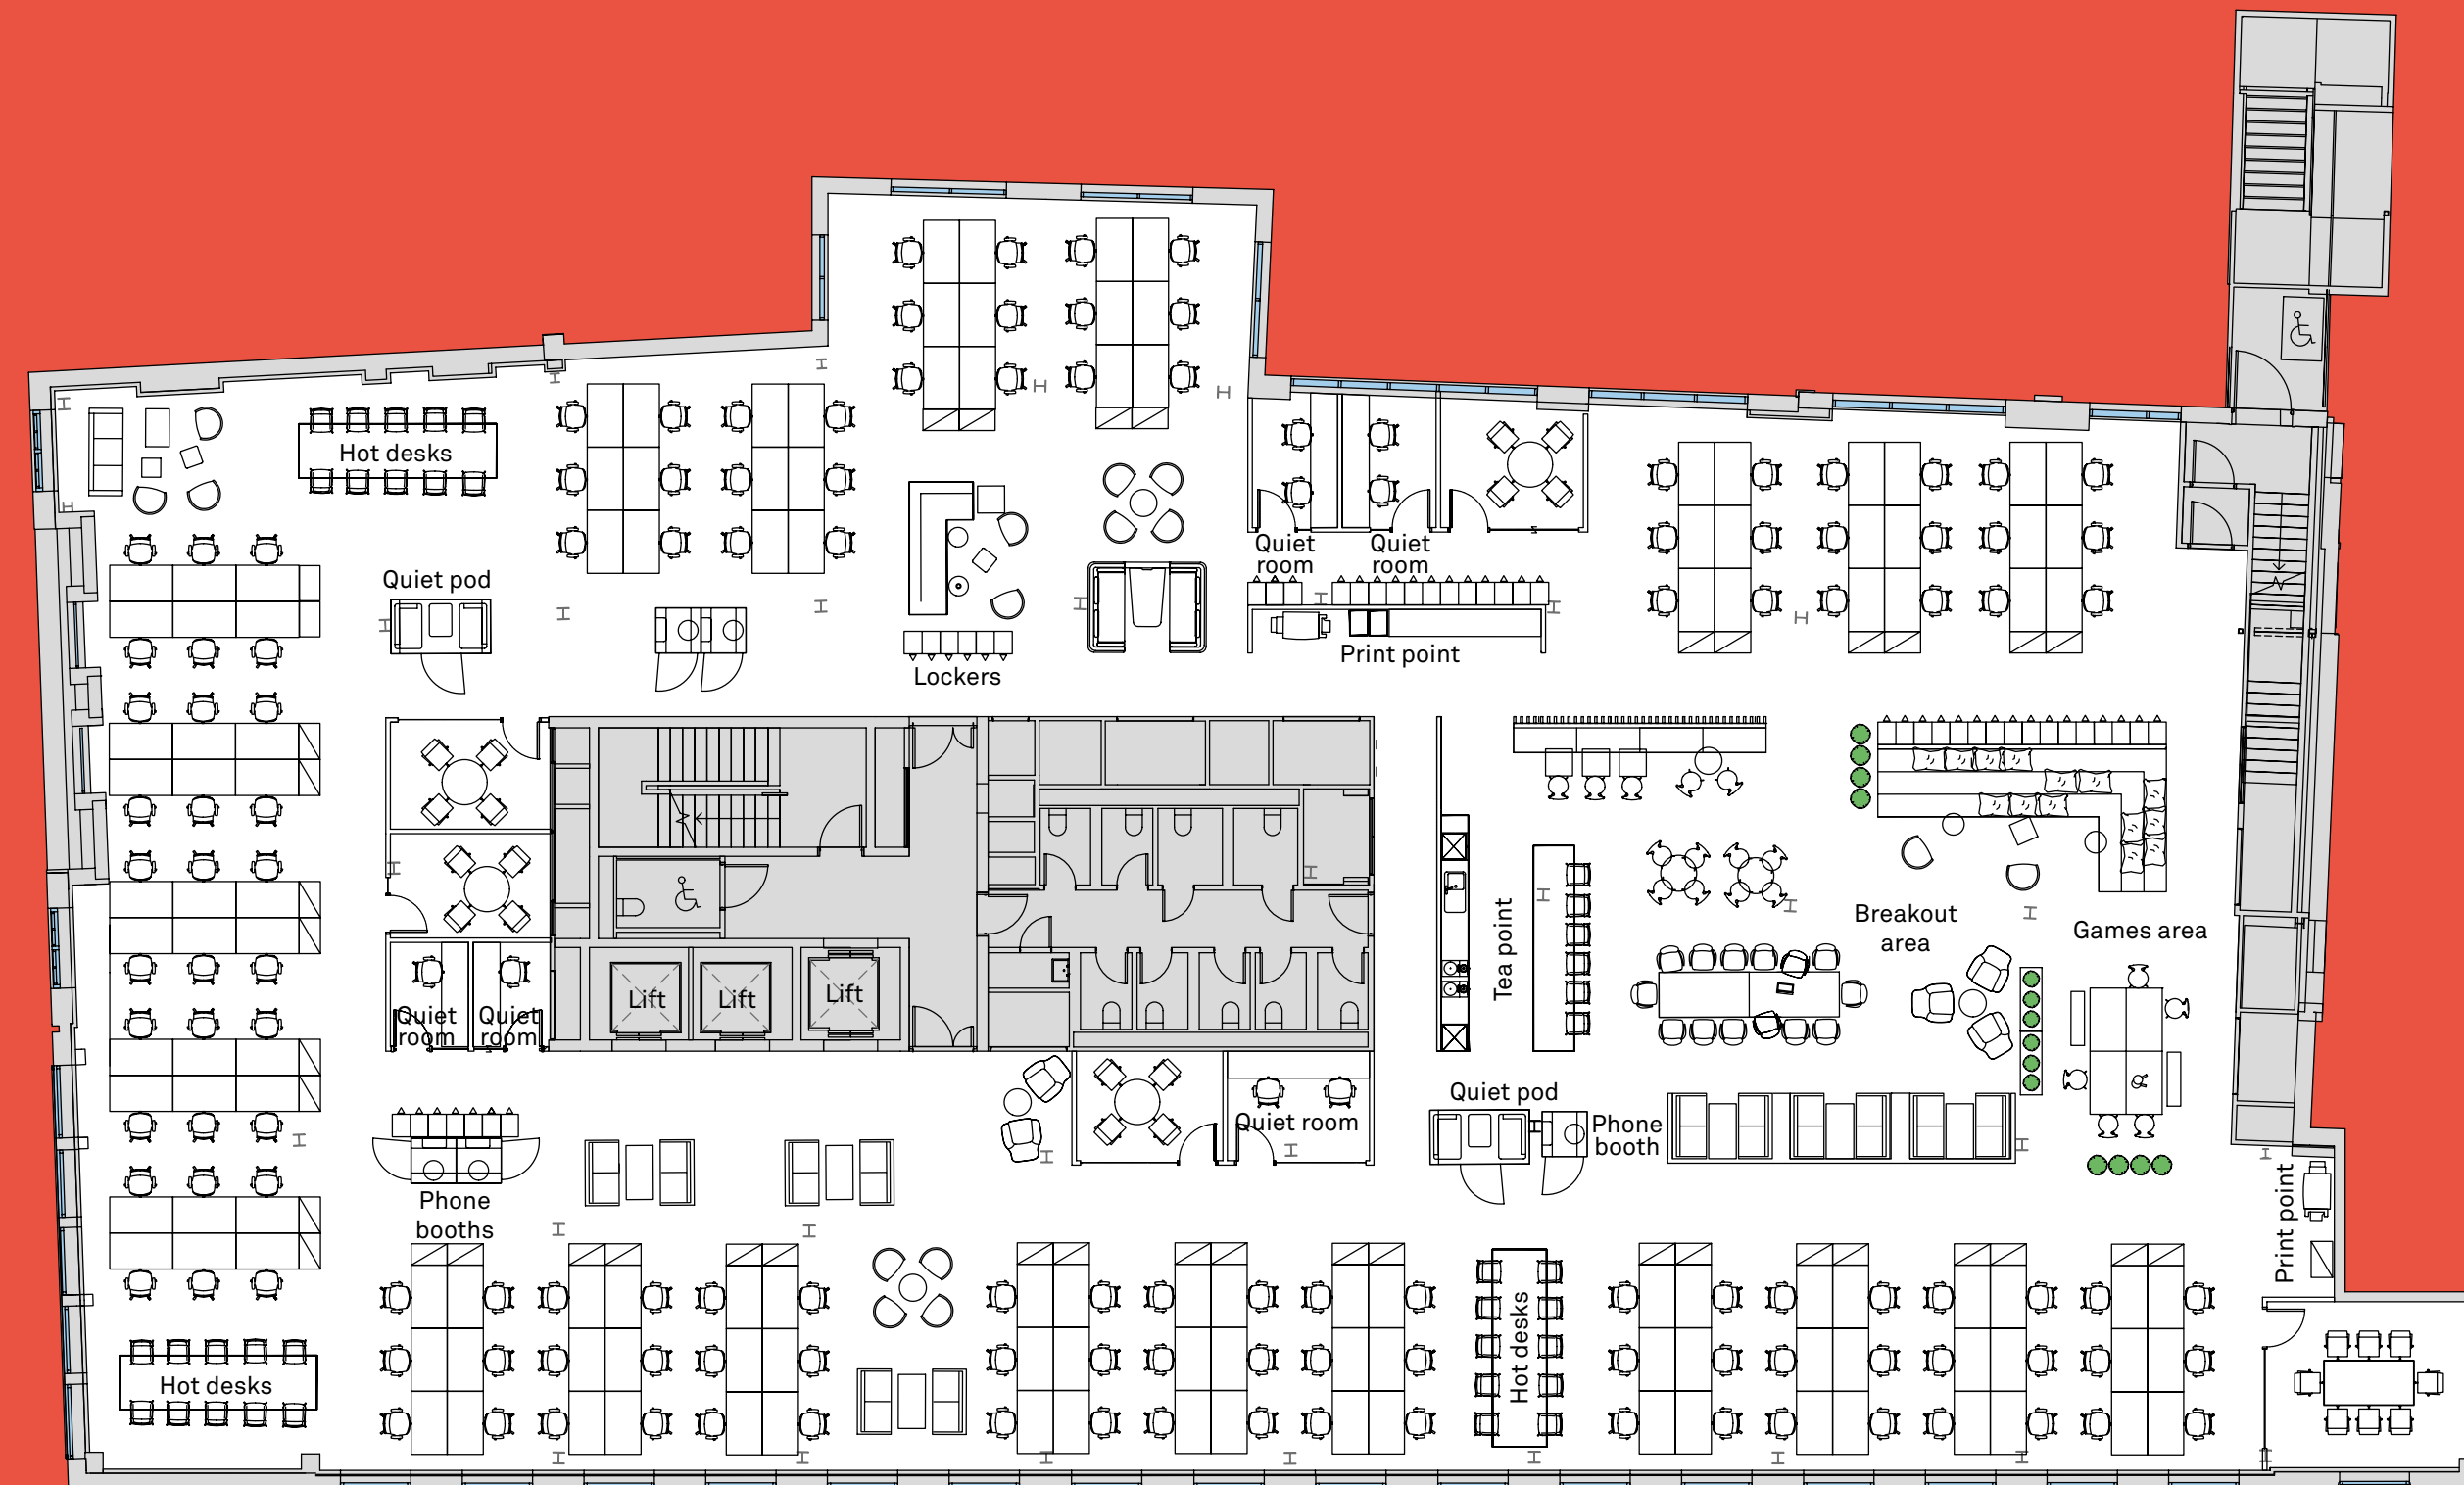 Hot desks
Quiet pod
Lockers
Quiet
room
Quiet
room
Print point
Quiet
room
Quiet
room
Lift
Lift
Lift
Tea point
Breakout
area
Games area
Quiet room
Quiet pod
Phone
booth
Phone
booths
Print point
Hot desks
Hot desks